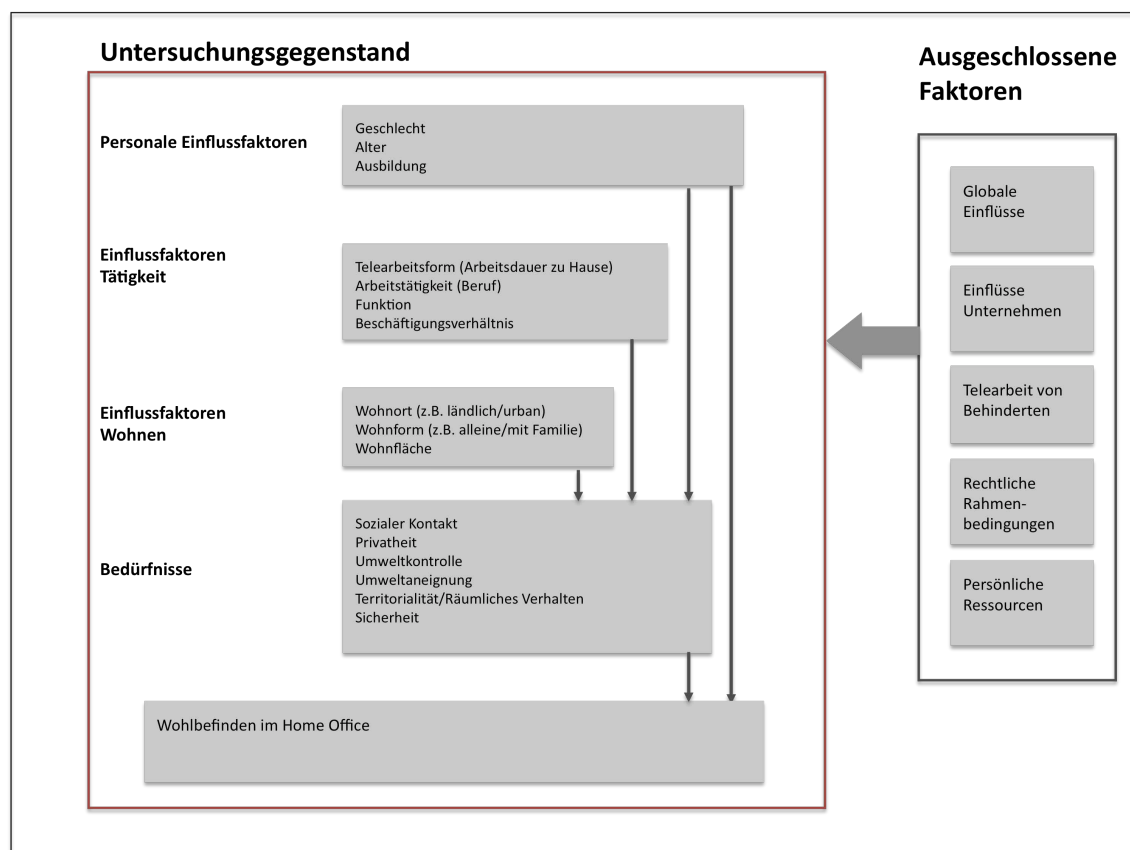 Untersuchungsgegenstand
Personale Einflussfaktoren
Geschlecht
Alter
Ausbildung
Einflussfaktoren
Tätigkeit
Telearbeitsform (Arbeitsdauer zu Hause)
Arbeitstätigkeit (Beruf)
Funktion
Beschäftigungsverhältnis
Einflussfaktoren
Wohnen
Wohnort (z.B. ländlich/urban)
Wohnform (z.B. alleine/mit Familie)
Wohnfläche
Bedürfnisse
Sozialer Kontakt
Privatheit
Umweltkontrolle
Umweltaneignung
Territorialität/Räumliches Verhalten
Sicherheit
Wohlbefinden im Home Office
Ausgeschlossene
Faktoren
Globale
Einflüsse
Einflüsse
Unternehmen
Telearbeit von
Behinderten
Rechtliche
Rahmen-
bedingungen
Persönliche
Ressourcen